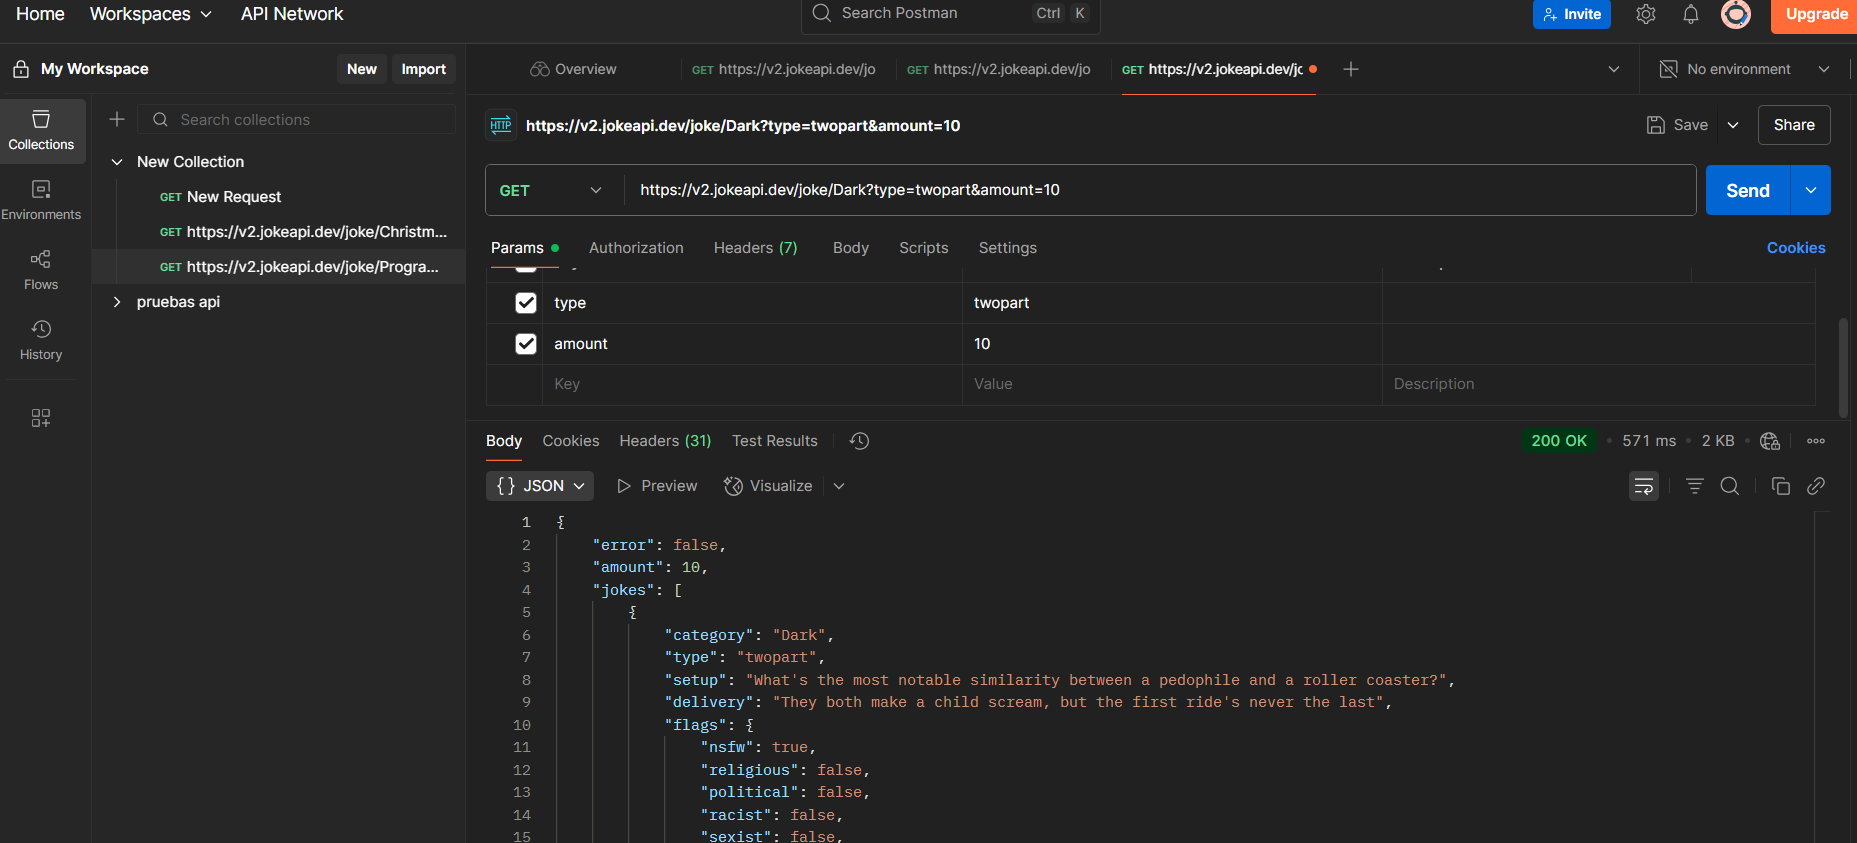 Home Workspaces API Network Search Postman Ctrl K Invite Upgrade
My Workspace New Import Overview GET https://v2.jokeapi.dev/jo GET https://v2.jokeapi.dev/jo GET https://v2.jokeapi.dev/jc No environment
Collections
Environments
Flows
History
Search collections
New Collection
GET New Request
GET https://v2.jokeapi.dev/joke/Christm...
GET https://v2.jokeapi.dev/joke/Progra...
pruebas api
HTTP https://v2.jokeapi.dev/joke/Dark?type=twopart&amount=10 Save Share
GET https://v2.jokeapi.dev/joke/Dark?type=twopart&amount=10 Send
Params Authorization Headers (7) Body Scripts Settings Cookies
type twopart
amount 10
Key Value Description
Body Cookies Headers (31) Test Results 200 OK • 571 ms • 2 KB •
{} JSON Preview Visualize
1 {
2 "error": false,
3 "amount": 10,
4 "jokes": [
5 {
6 "category": "Dark",
7 "type": "twopart",
8 "setup": "What's the most notable similarity between a pedophile and a roller coaster?",
9 "delivery": "They both make a child scream, but the first ride's never the last",
10 "flags": {
11 "nsfw": true,
12 "religious": false,
13 "political": false,
14 "racist": false,
15 "sexist": false,